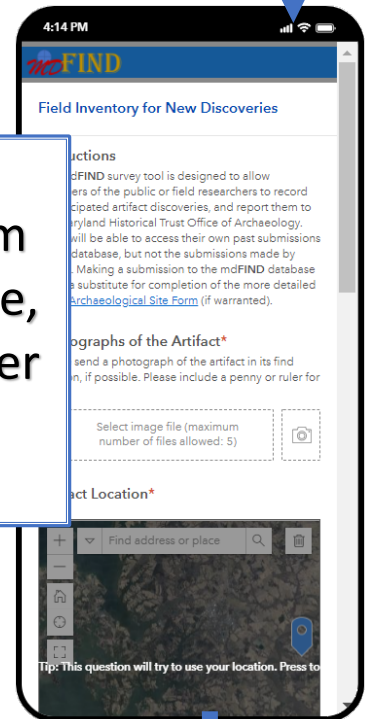 4:14 PM
mdFIND
Field Inventory for New Discoveries
uctions
dFIND survey tool is designed to allow
ers of the public or field researchers to record
cipated artifact discoveries, and report them to
aryland Historical Trust Office of Archaeology.
will be able to access their own past submissions
database, but not the submissions made by
. Making a submission to the mdFIND database
a substitute for completion of the more detailed
Archaeological Site Form (if warranted).
m
e,
er
ographs of the Artifact*
send a photograph of the artifact in its find
n, if possible. Please include a penny or ruler for
Select image file (maximum
number of files allowed: 5)
act Location*
Find address or place
Tip: This question will try to use your location. Press to